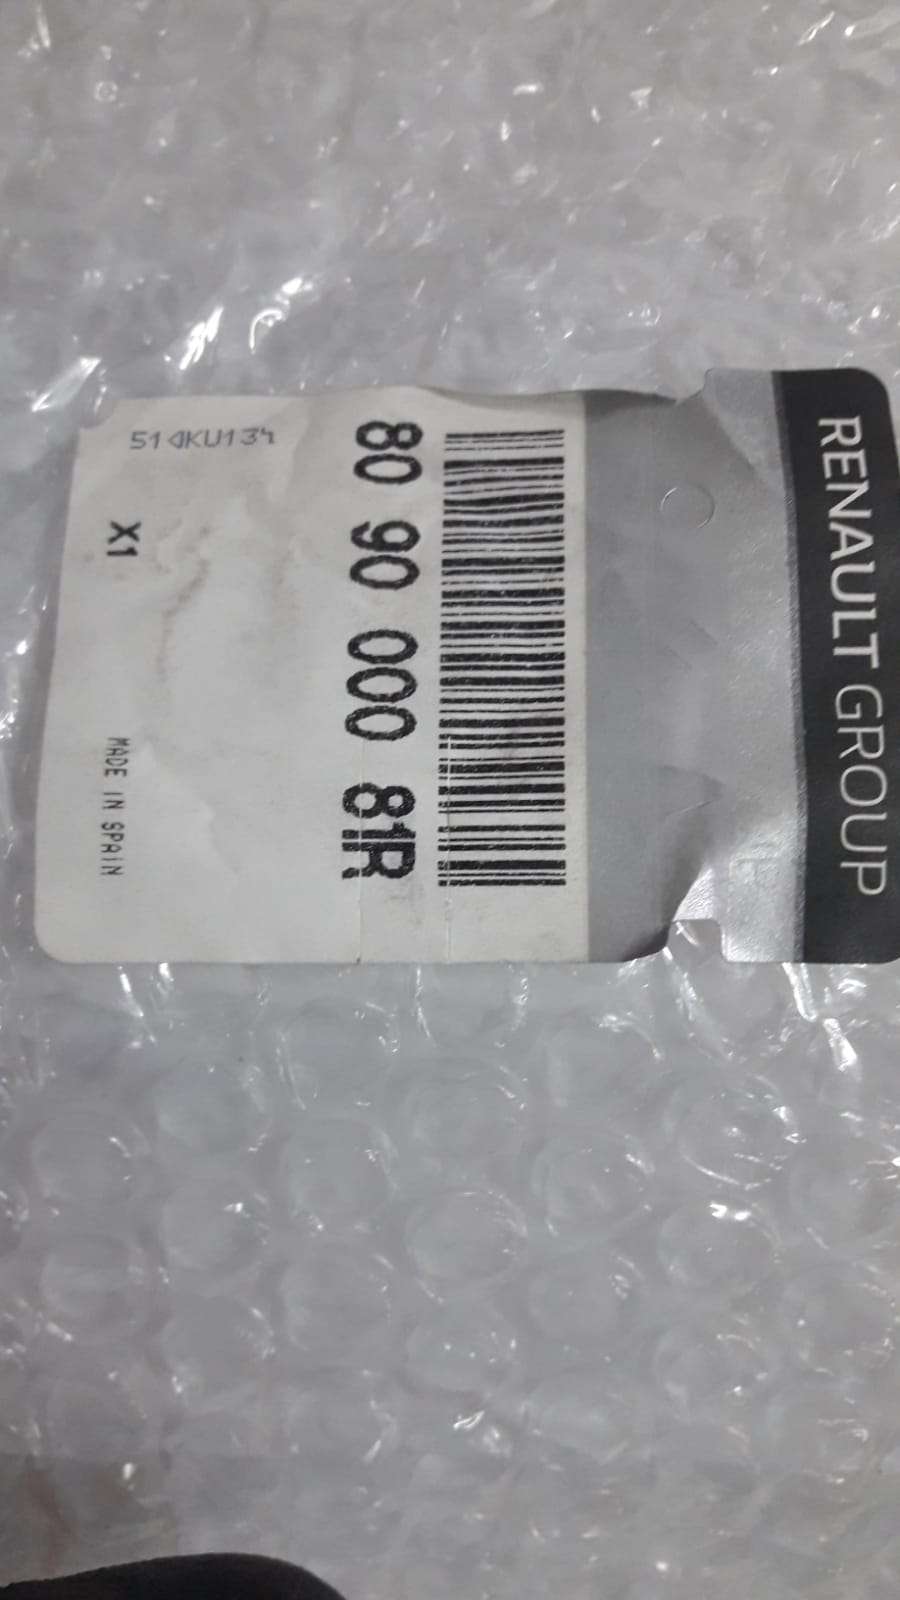 RENAULT GROUP
80 90 000 81R
514KU134
X1
MADE IN SPAIN